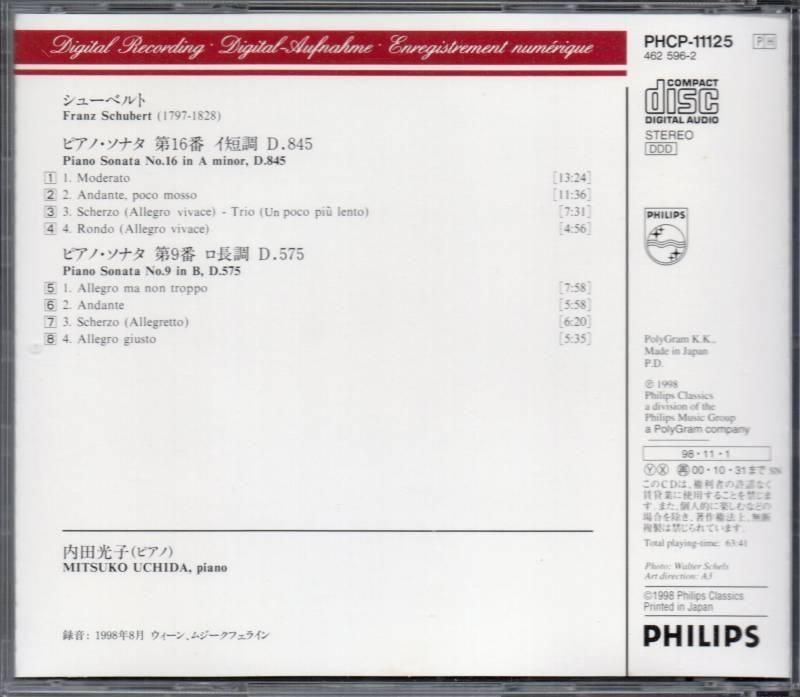 Digital Recording · Digital-Aufnahme · Enregistrement numérique
シューベルト
Franz Schubert (1797-1828)
ピアノ・ソナタ 第16番 イ短調 D.845
Piano Sonata No.16 in A minor, D.845
1 1. Moderato [13:24]
2 2. Andante, poco mosso [11:36]
3 3. Scherzo (Allegro vivace) - Trio (Un poco più lento) [7:31]
4 4. Rondo (Allegro vivace) [4:56]
ピアノ・ソナタ 第9番 ロ長調 D.575
Piano Sonata No.9 in B, D.575
5 1. Allegro ma non troppo [7:58]
6 2. Andante [5:58]
7 3. Scherzo (Allegretto) [6:20]
8 4. Allegro giusto [5:35]
内田光子(ピアノ)
MITSUKO UCHIDA, piano
録音: 1998年8月 ウィーン、ムジークフェライン
PHCP-11125 PH
462 596-2
COMPACT
disc
DIGITAL AUDIO
STEREO
DDD
PHILIPS
PolyGram K.K.,
Made in Japan
P.D.
℗ 1998
Philips Classics
a division of the
Philips Music Group
a PolyGram company
98・11・1
Ⓨ Ⓧ 再 00・10・31まで
このCDは、権利者の許諾なく
賃貸業に使用することを禁じま
す。また、個人的に楽しむなどの
場合を除き、著作権法上、無断
複製は禁じられています。
Total playing-time: 63:41
Photo: Walter Schels
Art direction: A3
©1998 Philips Classics
Printed in Japan
PHILIPS